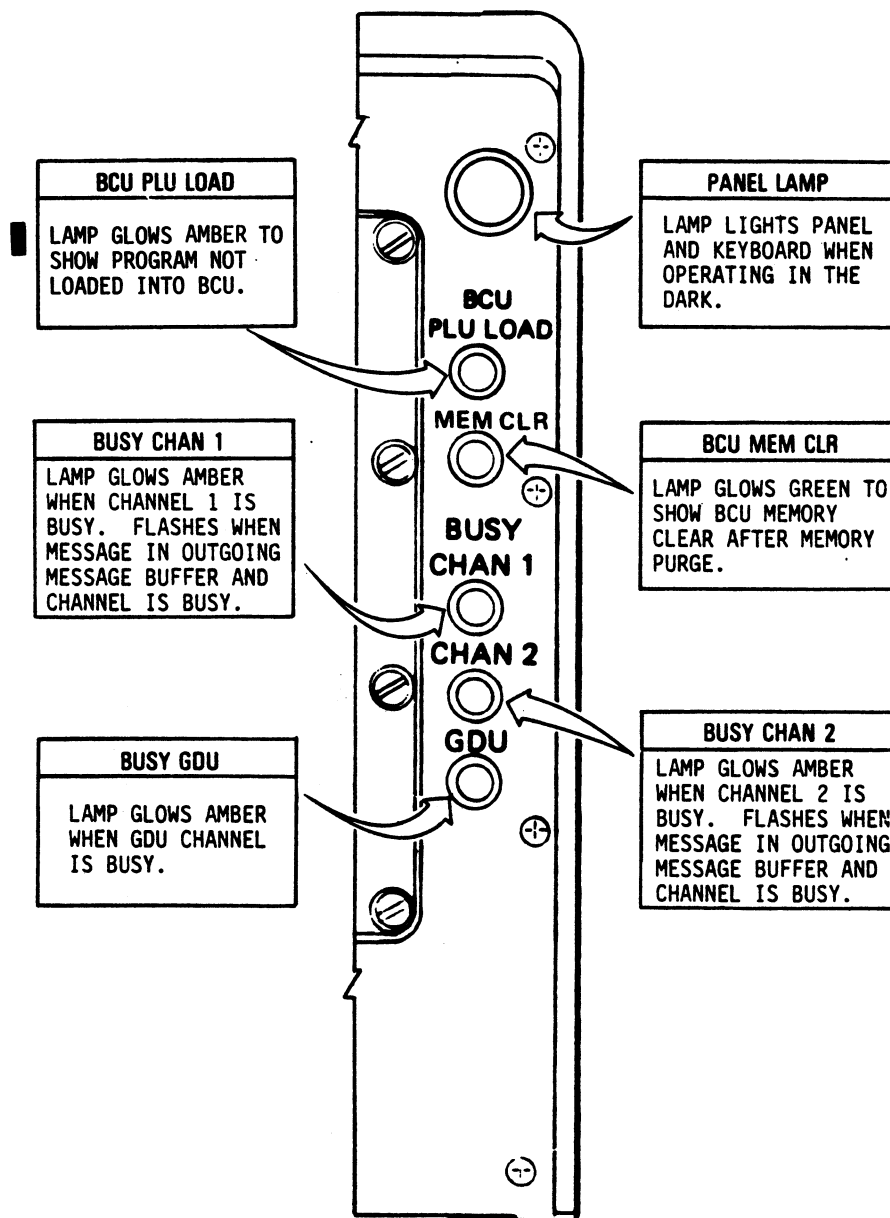 BCU PLU LOAD
LAMP GLOWS AMBER TO
SHOW PROGRAM NOT
LOADED INTO BCU.
PANEL LAMP
LAMP LIGHTS PANEL
AND KEYBOARD WHEN
OPERATING IN THE
DARK.
BCU
PLU LOAD
MEM CLR
BUSY
CHAN 1
CHAN 2
GDU
BUSY CHAN 1
LAMP GLOWS AMBER
WHEN CHANNEL 1 IS
BUSY. FLASHES WHEN
MESSAGE IN OUTGOING
MESSAGE BUFFER AND
CHANNEL IS BUSY.
BCU MEM CLR
LAMP GLOWS GREEN TO
SHOW BCU MEMORY
CLEAR AFTER MEMORY
PURGE.
BUSY GDU
LAMP GLOWS AMBER
WHEN GDU CHANNEL
IS BUSY.
BUSY CHAN 2
LAMP GLOWS AMBER
WHEN CHANNEL 2 IS
BUSY. FLASHES WHEN
MESSAGE IN OUTGOING
MESSAGE BUFFER AND
CHANNEL IS BUSY.